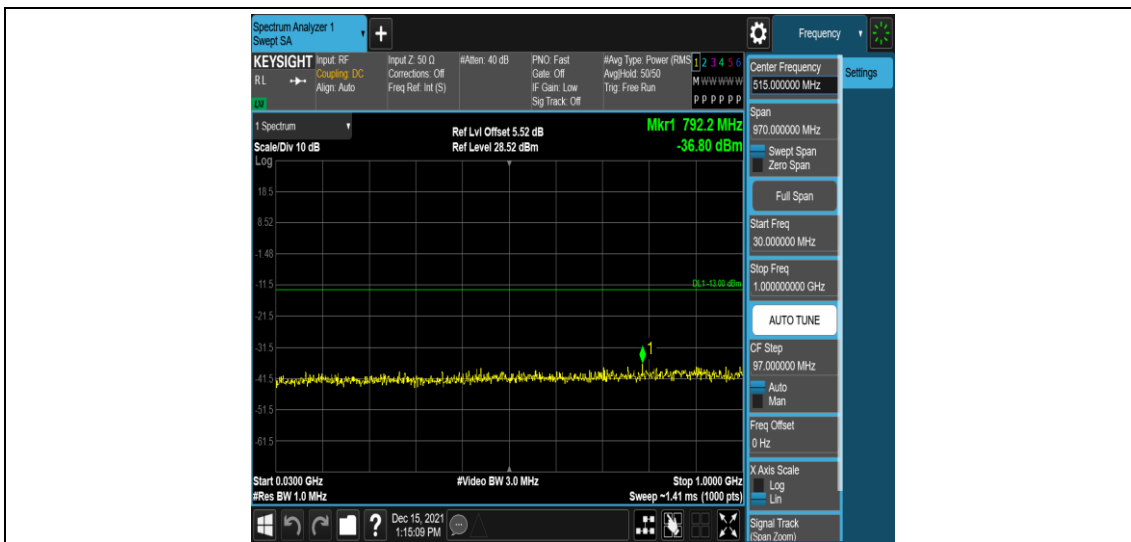 Spectrum Analyzer 1
Swept SA
+
Frequency
KEYSIGHT
RL
Input: RF
Coupling: DC
Align: Auto
Input Z: 50 Ω
Corrections: Off
Freq Ref: Int (S)
#Atten: 40 dB
PNO: Fast
Gate: Off
IF Gain: Low
Sig Track: Off
#Avg Type: Power (RMS
Avg|Hold: 50/50
Trig: Free Run
1 2 3 4 5 6
M W W W W W
P P P P P P
1 Spectrum
Scale/Div 10 dB
Ref Lvl Offset 5.52 dB
Ref Level 28.52 dBm
Mkr1 792.2 MHz
-36.80 dBm
Log
18.5
8.52
-1.48
-11.5
-21.5
-31.5
-41.5
-51.5
-61.5
DL1 -13.00 dBm
1
Start 0.0300 GHz
#Res BW 1.0 MHz
#Video BW 3.0 MHz
Stop 1.0000 GHz
Sweep ~1.41 ms (1000 pts)
Center Frequency
515.000000 MHz
Settings
Span
970.000000 MHz
Swept Span
Zero Span
Full Span
Start Freq
30.000000 MHz
Stop Freq
1.000000000 GHz
AUTO TUNE
CF Step
97.000000 MHz
Auto
Man
Freq Offset
0 Hz
X Axis Scale
Log
Lin
Signal Track
(Span Zoom)
?
Dec 15, 2021
1:15:09 PM